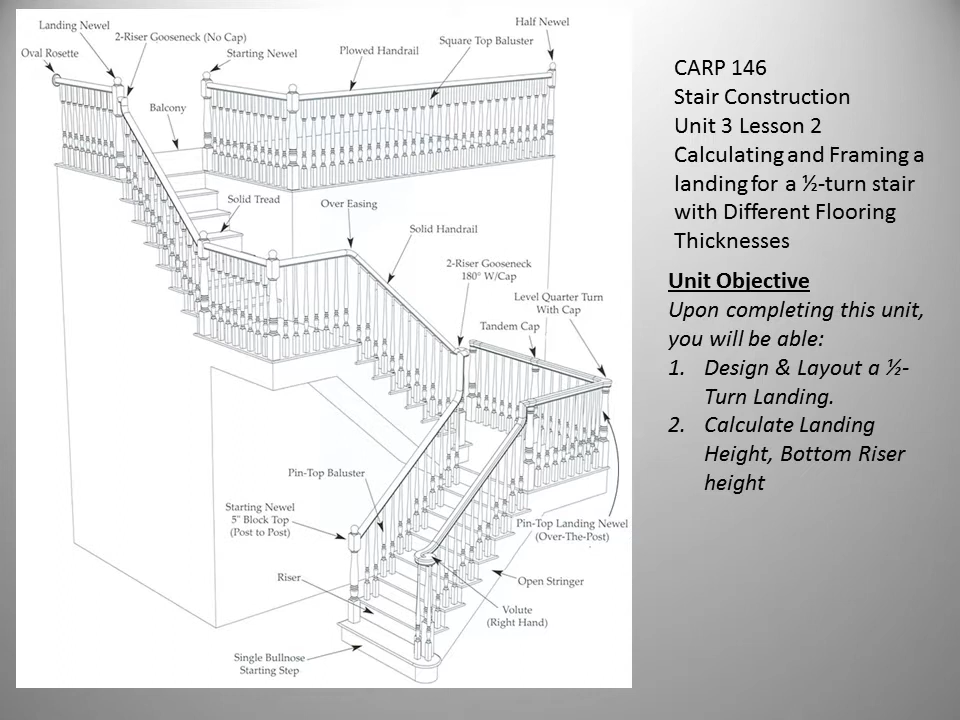 Landing Newel
2-Riser Gooseneck (No Cap)
Half Newel
Oval Rosette
Starting Newel
Plowed Handrail
Square Top Baluster
Balcony
Solid Tread
Over Easing
Solid Handrail
2-Riser Gooseneck
180° W/Cap
Level Quarter Turn
With Cap
Tandem Cap
Pin-Top Baluster
Starting Newel
5" Block Top
(Post to Post)
Pin-Top Landing Newel
(Over-The-Post)
Riser
Open Stringer
Volute
(Right Hand)
Single Bullnose
Starting Step
CARP 146
Stair Construction
Unit 3 Lesson 2
Calculating and Framing a
landing for a ½-turn stair
with Different Flooring
Thicknesses
Unit Objective
Upon completing this unit,
you will be able:
1. Design & Layout a ½-
Turn Landing.
2. Calculate Landing
Height, Bottom Riser
height